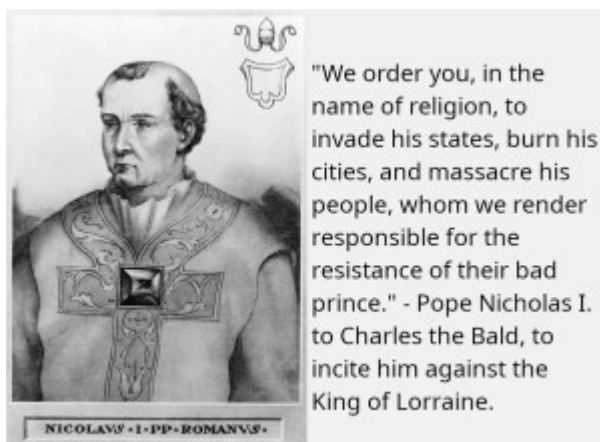 "We order you, in the
name of religion, to
invade his states, burn his
cities, and massacre his
people, whom we render
responsible for the
resistance of their bad
prince." - Pope Nicholas I.
to Charles the Bald, to
incite him against the
King of Lorraine.
NICOLAVS · I · PP · ROMANVS ·